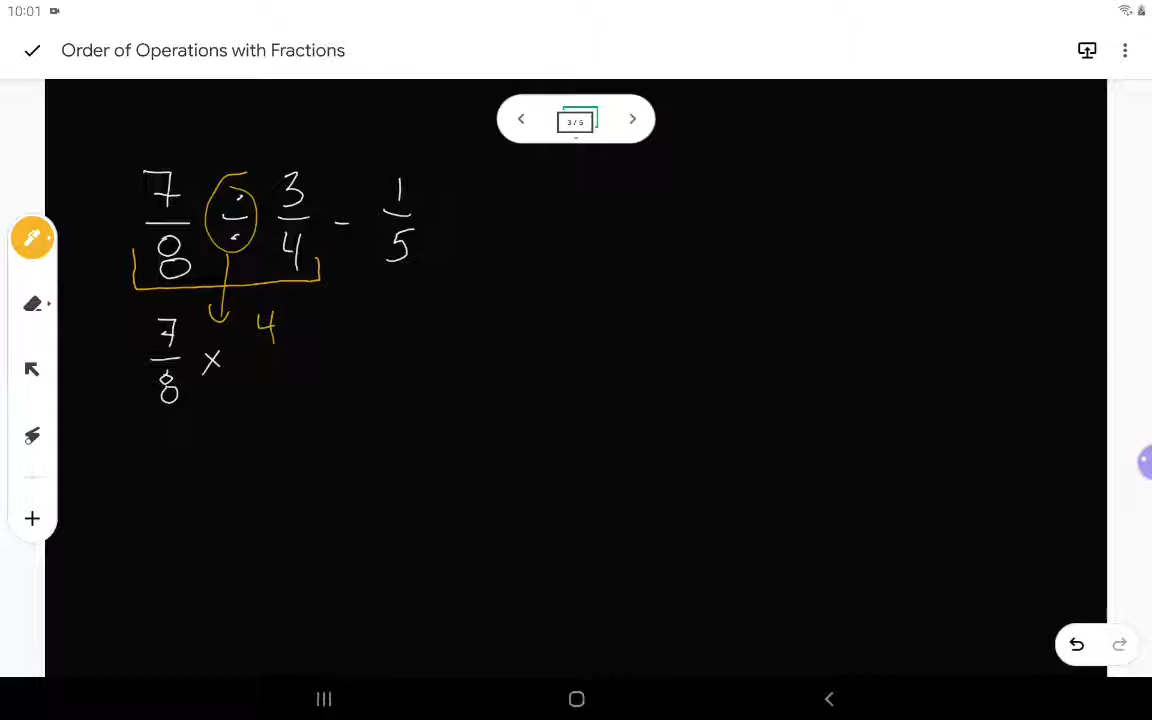 10:01
Order of Operations with Fractions
3 / 5
7/8 ÷ 3/4 - 1/5
7/8 × 4